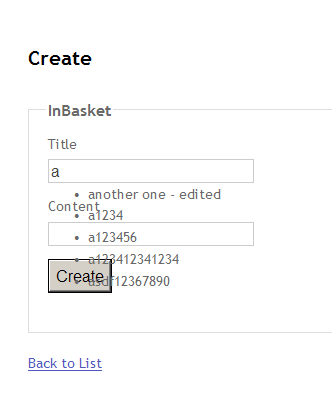 Create
InBasket
Title
a
another one - edited
Content
a1234
a123456
a123412341234
Create
asdf12367890
Back to List